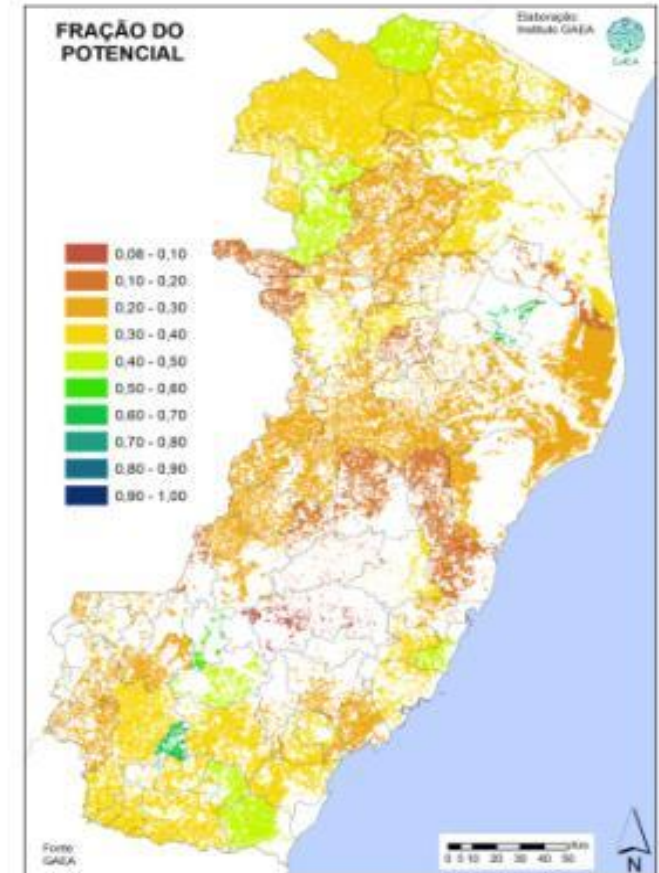 FRAÇÃO DO
POTENCIAL
Elaboração:
Instituto GAEA
GAEA
0,08 - 0,10
0,10 - 0,20
0,20 - 0,30
0,30 - 0,40
0,40 - 0,50
0,50 - 0,60
0,60 - 0,70
0,70 - 0,80
0,80 - 0,90
0,90 - 1,00
Fonte
GAEA
0 5 10 20 30 40 50
N